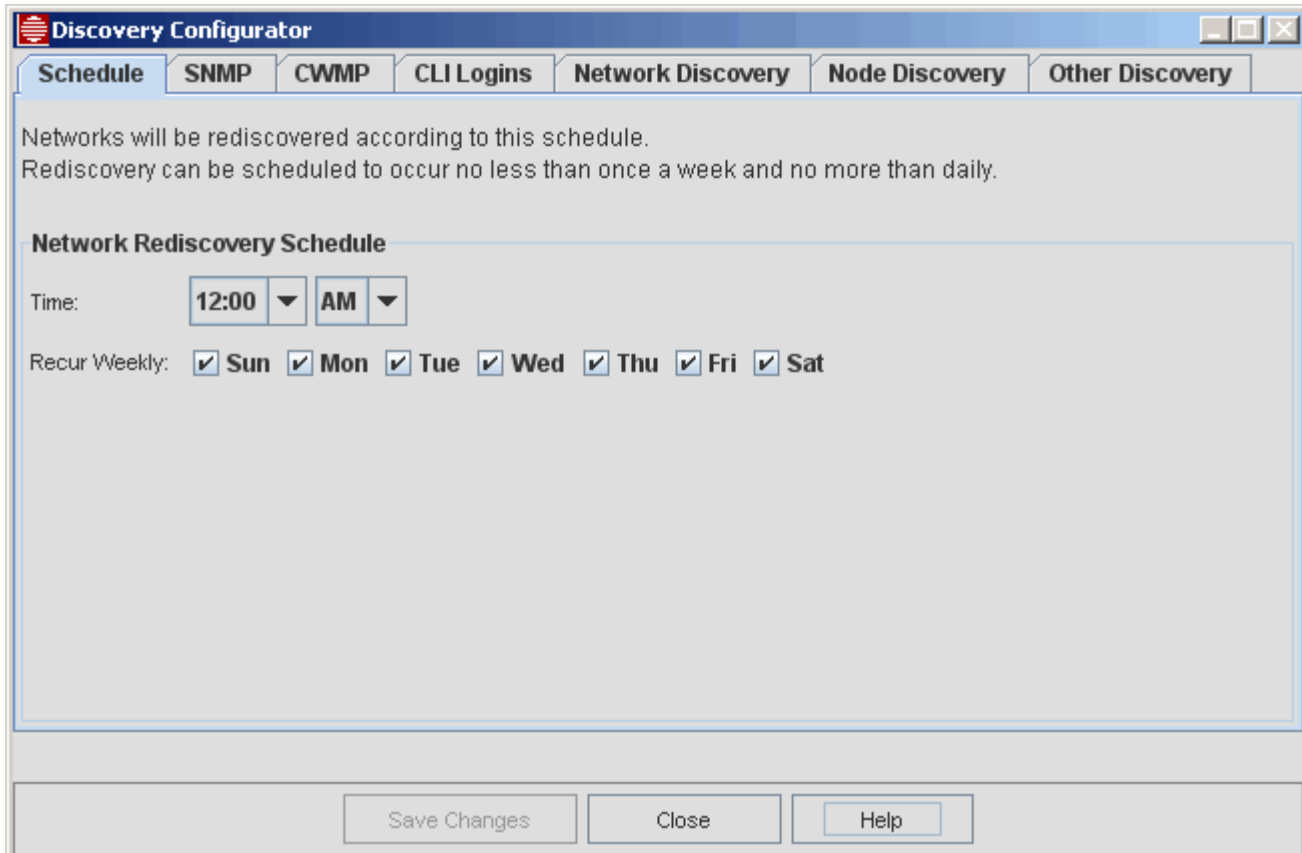 Discovery Configurator
Schedule SNMP CWMP CLI Logins Network Discovery Node Discovery Other Discovery
Networks will be rediscovered according to this schedule.
Rediscovery can be scheduled to occur no less than once a week and no more than daily.
Network Rediscovery Schedule
Time: 12:00 AM
Recur Weekly: Sun Mon Tue Wed Thu Fri Sat
Save Changes Close Help